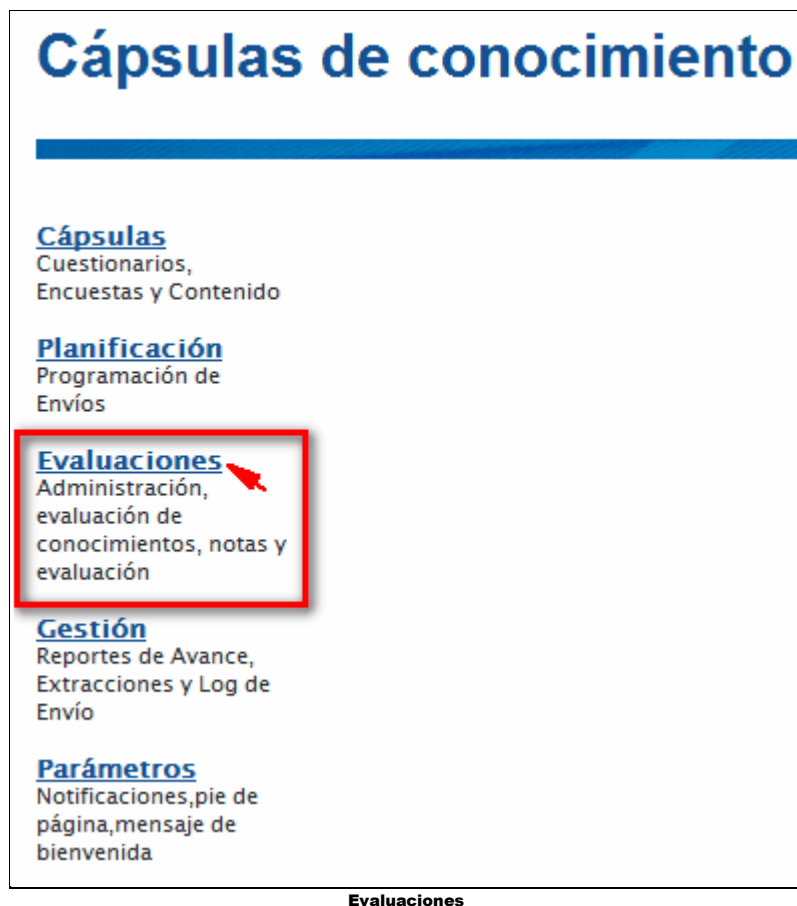 Cápsulas de conocimiento
Cápsulas
Cuestionarios,
Encuestas y Contenido
Planificación
Programación de
Envíos
Evaluaciones
Administración,
evaluación de
conocimientos, notas y
evaluación
Gestión
Reportes de Avance,
Extracciones y Log de
Envío
Parámetros
Notificaciones,pie de
página,mensaje de
bienvenida
Evaluaciones